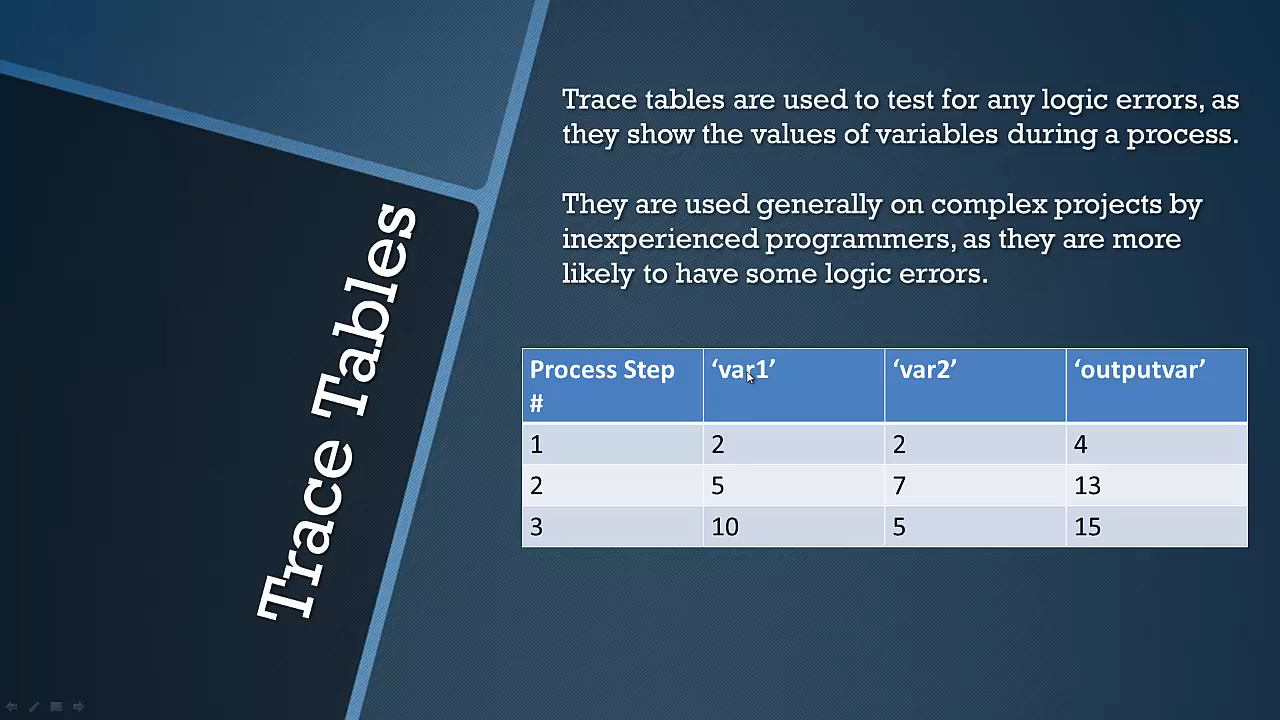 Trace Tables
Trace tables are used to test for any logic errors, as
they show the values of variables during a process.
They are used generally on complex projects by
inexperienced programmers, as they are more
likely to have some logic errors.
Process Step # ‘var1’ ‘var2’ ‘outputvar’
1 2 2 4
2 5 7 13
3 10 5 15